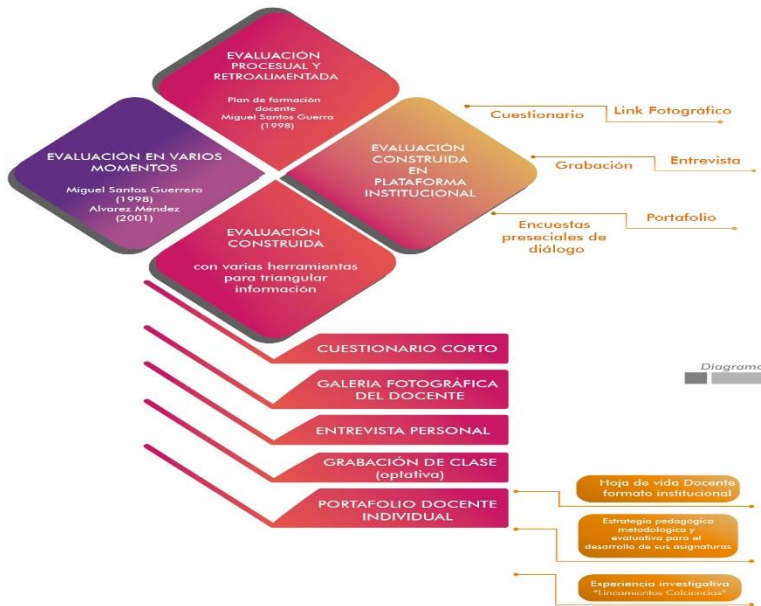 EVALUACIÓN
PROCESUAL Y
RETROALIMENTADA
Plan de formación
docente
Miguel Santos Guerra
(1998)
EVALUACIÓN EN VARIOS
MOMENTOS
Miguel Santos Guerrero
(1998)
Alvarez Méndez
(2001)
EVALUACIÓN
CONSTRUIDA
EN
PLATAFORMA
INSTITUCIONAL
Cuestionario
Link Fotográfico
Grabación
Entrevista
Encuestas
preseciales de
diálogo
Portafolio
EVALUACIÓN
CONSTRUIDA
con varias herramientas
para triangular
información
CUESTIONARIO CORTO
GALERIA FOTOGRÁFICA
DEL DOCENTE
ENTREVISTA PERSONAL
GRABACIÓN DE CLASE
(optativa)
PORTAFOLIO DOCENTE
INDIVIDUAL
Diagrama
Hoja de vida Docente
formato institucional
Estrategia pedagógica
metodologica y
evaluativa para el
desarrollo de sus asignaturas
Experiencia investigativa
"Lineamientos Colciencias"